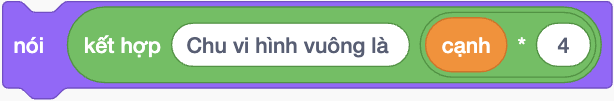 nói kết hợp Chu vi hình vuông là cạnh * 4